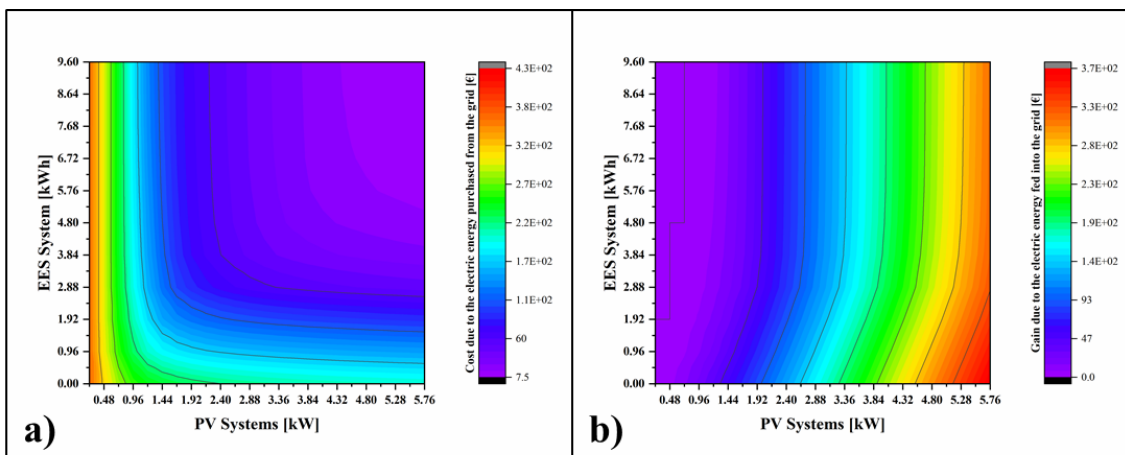 9.60
8.64
7.68
6.72
5.76
4.80
3.84
2.88
1.92
0.96
0.00
EES System [kWh]
0.48 0.96 1.44 1.92 2.40 2.88 3.36 3.84 4.32 4.80 5.28 5.76
PV Systems [kW]
a)
Cost due to the electric energy purchased from the grid [€]
4.3E+02
3.8E+02
3.2E+02
2.7E+02
2.2E+02
1.7E+02
1.1E+02
60
7.5
9.60
8.64
7.68
6.72
5.76
4.80
3.84
2.88
1.92
0.96
0.00
EES System [kWh]
0.48 0.96 1.44 1.92 2.40 2.88 3.36 3.84 4.32 4.80 5.28 5.76
PV Systems [kW]
b)
Gain due to the electric energy fed into the grid [€]
3.7E+02
3.3E+02
2.8E+02
2.3E+02
1.9E+02
1.4E+02
93
47
0.0